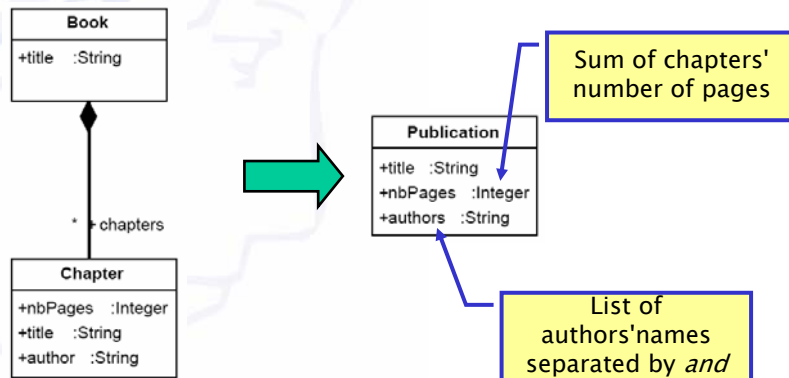 Book
+title :String
* + chapters
Chapter
+nbPages :Integer
+title :String
+author :String
Publication
+title :String
+nbPages :Integer
+authors :String
Sum of chapters'
number of pages
List of
authors'names
separated by and